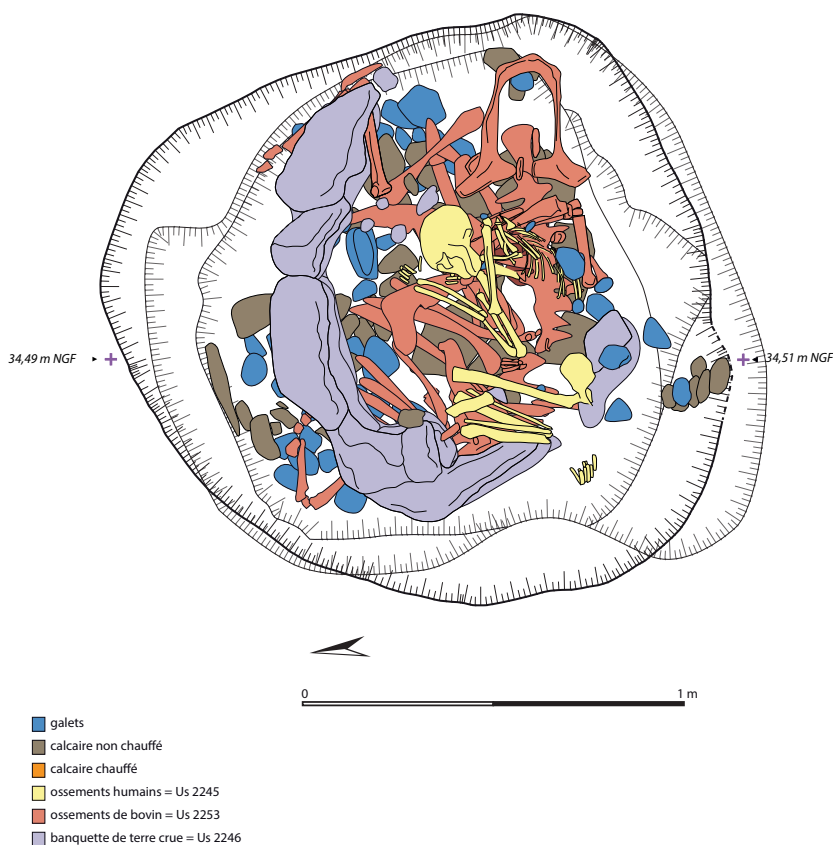 34,49 m NGF
34,51 m NGF
0 1 m
galets
calcaire non chauffé
calcaire chauffé
ossements humains = Us 2245
ossements de bovin = Us 2253
banquette de terre crue = Us 2246